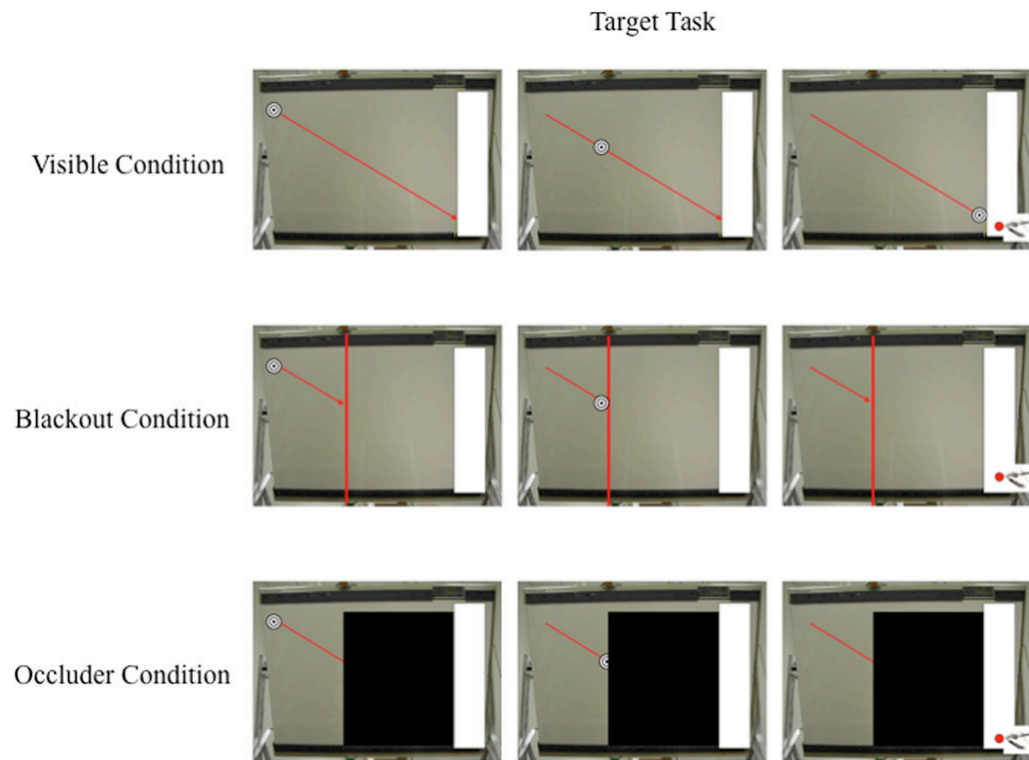 Target Task
Visible Condition
Blackout Condition
Occluder Condition